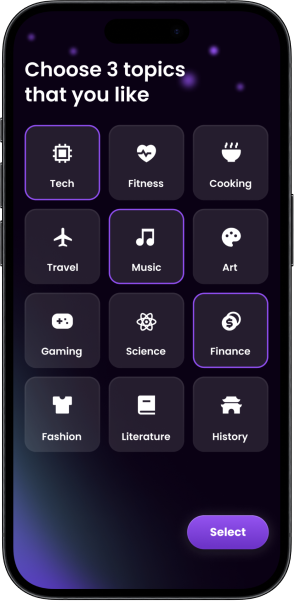 Choose 3 topics
that you like
Tech
Fitness
Cooking
Travel
Music
Art
Gaming
Science
Finance
Fashion
Literature
History
Select